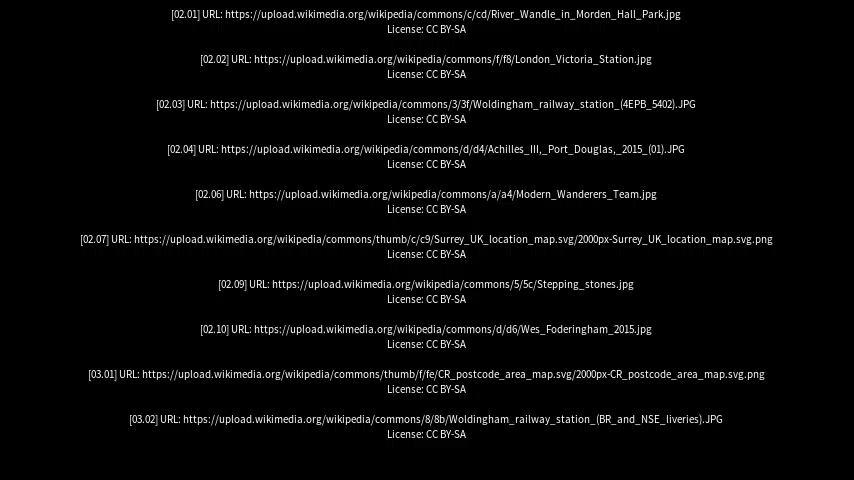 [02.01] URL: https://upload.wikimedia.org/wikipedia/commons/c/cd/River_Wandle_in_Morden_Hall_Park.jpg
License: CC BY-SA
[02.02] URL: https://upload.wikimedia.org/wikipedia/commons/f/f8/London_Victoria_Station.jpg
License: CC BY-SA
[02.03] URL: https://upload.wikimedia.org/wikipedia/commons/3/3f/Woldingham_railway_station_(4EPB_5402).JPG
License: CC BY-SA
[02.04] URL: https://upload.wikimedia.org/wikipedia/commons/d/d4/Achilles_III,_Port_Douglas,_2015_(01).JPG
License: CC BY-SA
[02.06] URL: https://upload.wikimedia.org/wikipedia/commons/a/a4/Modern_Wanderers_Team.jpg
License: CC BY-SA
[02.07] URL: https://upload.wikimedia.org/wikipedia/commons/thumb/c/c9/Surrey_UK_location_map.svg/2000px-Surrey_UK_location_map.svg.png
License: CC BY-SA
[02.09] URL: https://upload.wikimedia.org/wikipedia/commons/5/5c/Stepping_stones.jpg
License: CC BY-SA
[02.10] URL: https://upload.wikimedia.org/wikipedia/commons/d/d6/Wes_Foderingham_2015.jpg
License: CC BY-SA
[03.01] URL: https://upload.wikimedia.org/wikipedia/commons/thumb/f/fe/CR_postcode_area_map.svg/2000px-CR_postcode_area_map.svg.png
License: CC BY-SA
[03.02] URL: https://upload.wikimedia.org/wikipedia/commons/8/8b/Woldingham_railway_station_(BR_and_NSE_liveries).JPG
License: CC BY-SA